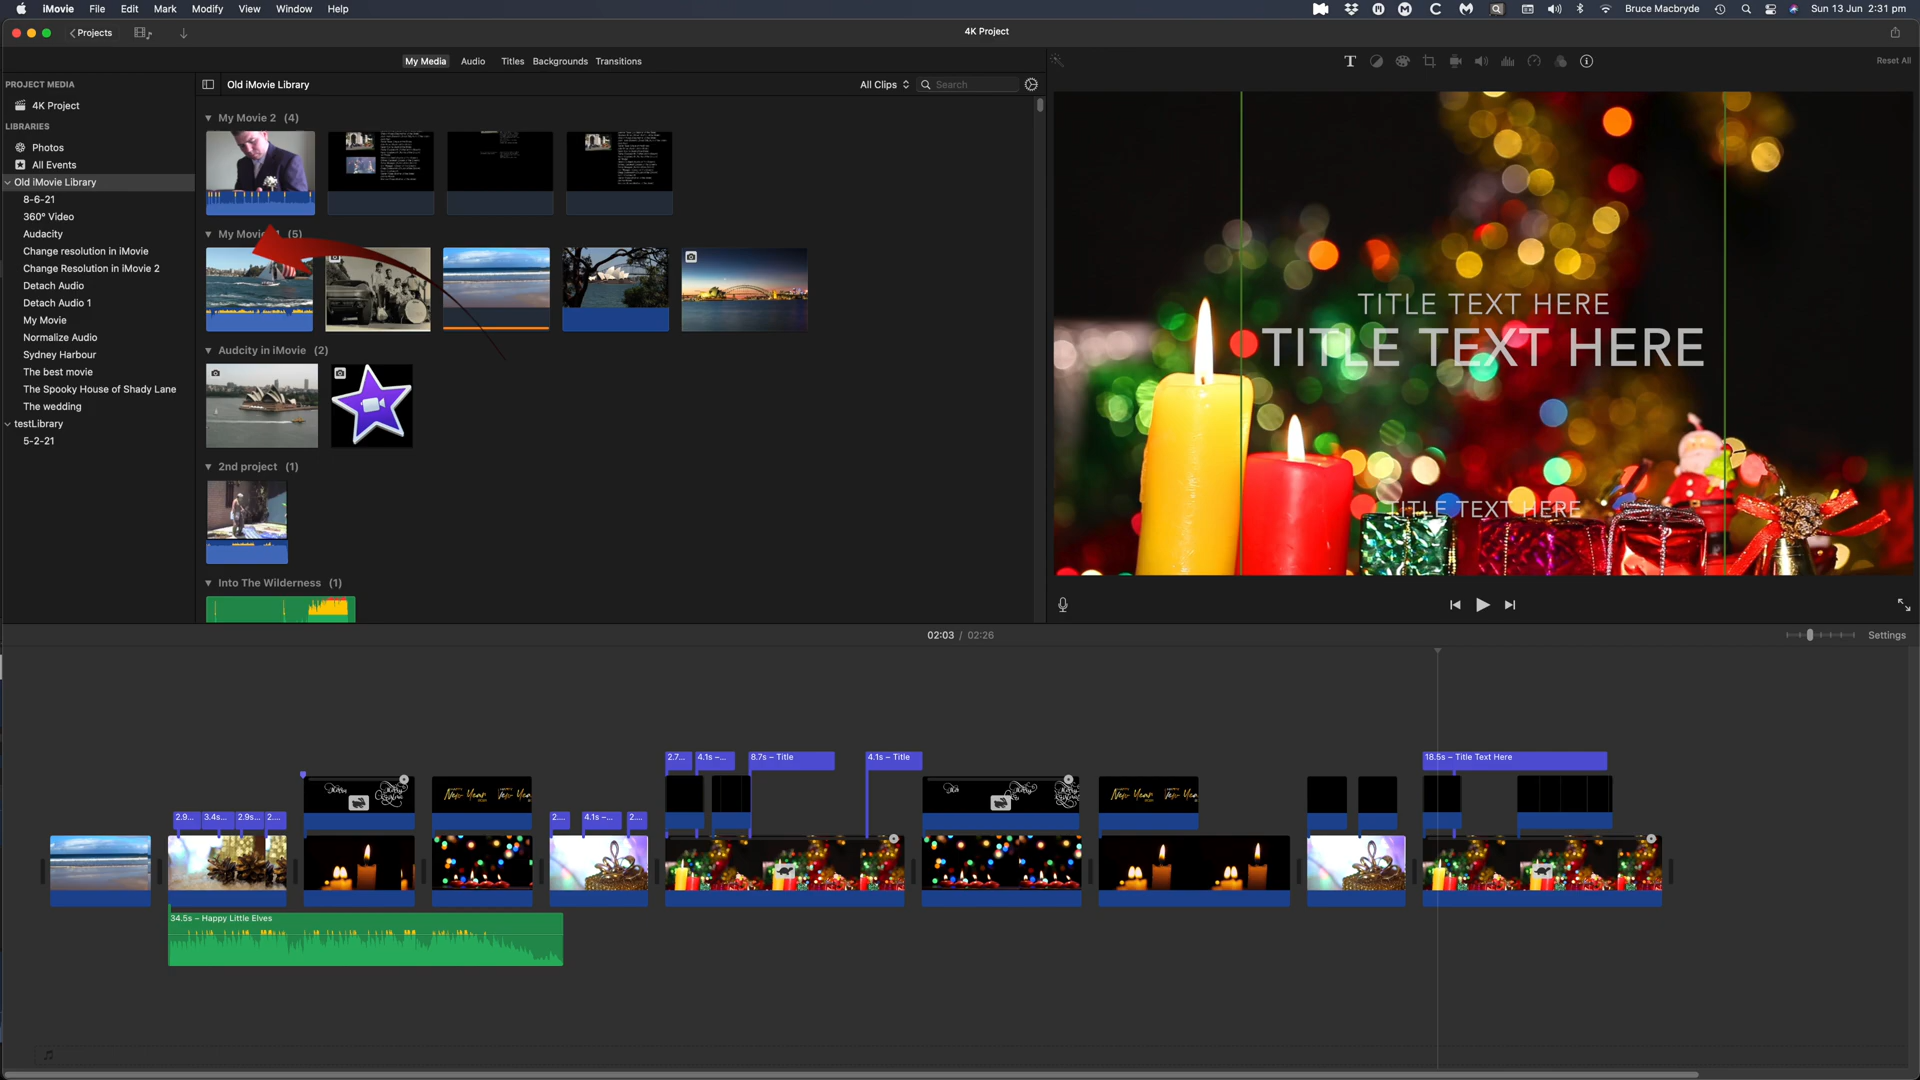 iMovie File Edit Mark Modify View Window Help
Bruce Macbryde Sun 13 Jun 2:31 pm
Projects
4K Project
My Media Audio Titles Backgrounds Transitions
Reset All
PROJECT MEDIA
4K Project
LIBRARIES
Photos
All Events
Old iMovie Library
8-6-21
360° Video
Audacity
Change resolution in iMovie
Change Resolution in iMovie 2
Detach Audio
Detach Audio 1
My Movie
Normalize Audio
Sydney Harbour
The best movie
The Spooky House of Shady Lane
The wedding
testLibrary
5-2-21
Old iMovie Library
All Clips
Search
My Movie 2 (4)
My Movie (5)
Audcity in iMovie (2)
2nd project (1)
Into The Wilderness (1)
TITLE TEXT HERE
TITLE TEXT HERE
TITLE TEXT HERE
02:03 / 02:26
Settings
2.7... 4.1s –... 8.7s – Title 4.1s – Title 18.5s – Title Text Here
2.9... 3.4s... 2.9s... 2.... 2.... 4.1s –... 2....
New Year
New Year
34.5s – Happy Little Elves